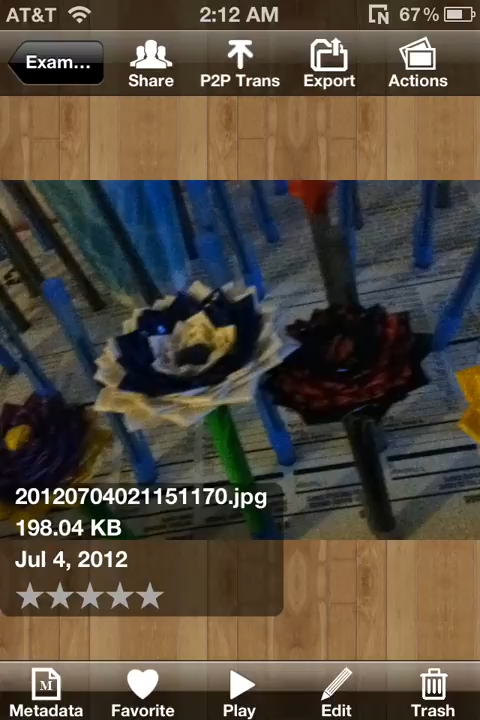 AT&T 2:12 AM 67%
Exam... Share P2P Trans Export Actions
20120704021151170.jpg
198.04 KB
Jul 4, 2012
Metadata Favorite Play Edit Trash